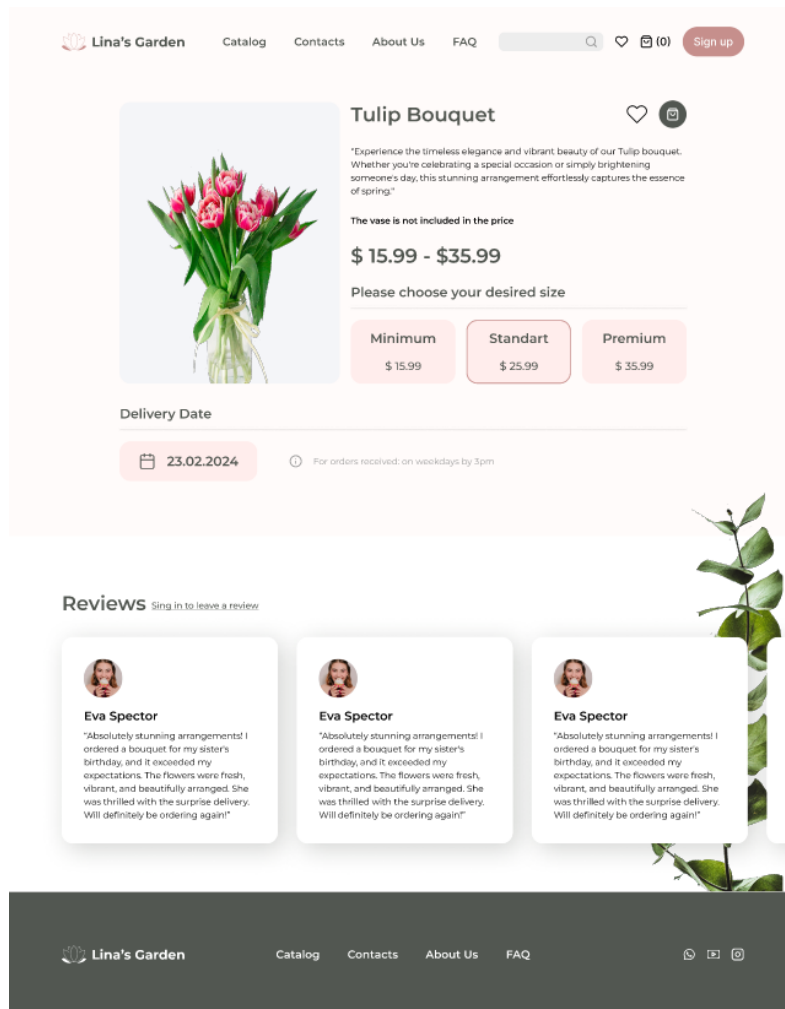 Lina's Garden Catalog Contacts About Us FAQ (0) Sign up
Tulip Bouquet
"Experience the timeless elegance and vibrant beauty of our Tulip bouquet.
Whether you're celebrating a special occasion or simply brightening
someone's day, this stunning arrangement effortlessly captures the essence
of spring."
The vase is not included in the price
$ 15.99 - $35.99
Please choose your desired size
Minimum Standart Premium
$ 15.99 $ 25.99 $ 35.99
Delivery Date
23.02.2024 For orders received: on weekdays by 3pm
Reviews Sing in to leave a review
Eva Spector
"Absolutely stunning arrangements! I
ordered a bouquet for my sister's
birthday, and it exceeded my
expectations. The flowers were fresh,
vibrant, and beautifully arranged. She
was thrilled with the surprise delivery.
Will definitely be ordering again!"
Eva Spector
"Absolutely stunning arrangements! I
ordered a bouquet for my sister's
birthday, and it exceeded my
expectations. The flowers were fresh,
vibrant, and beautifully arranged. She
was thrilled with the surprise delivery.
Will definitely be ordering again!"
Eva Spector
"Absolutely stunning arrangements! I
ordered a bouquet for my sister's
birthday, and it exceeded my
expectations. The flowers were fresh,
vibrant, and beautifully arranged. She
was thrilled with the surprise delivery.
Will definitely be ordering again!"
Lina's Garden Catalog Contacts About Us FAQ